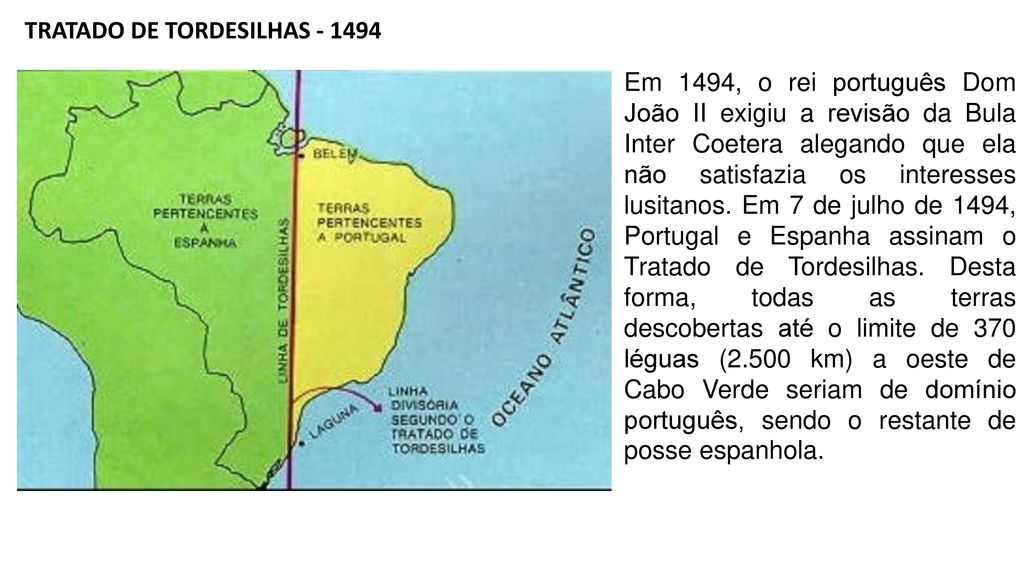 TRATADO DE TORDESILHAS - 1494
Em 1494, o rei português Dom
João II exigiu a revisão da Bula
Inter Coetera alegando que ela
não satisfazia os interesses
lusitanos. Em 7 de julho de 1494,
Portugal e Espanha assinam o
Tratado de Tordesilhas. Desta
forma, todas as terras
descobertas até o limite de 370
léguas (2.500 km) a oeste de
Cabo Verde seriam de domínio
português, sendo o restante de
posse espanhola.
BELEM
TERRAS
PERTENCENTES
A
ESPANHA
TERRAS
PERTENCENTES
A PORTUGAL
LINHA DE TORDESILHAS
OCEANO ATLÂNTICO
LAGUNA
LINHA
DIVISÓRIA
SEGUNDO O
TRATADO DE
TORDESILHAS